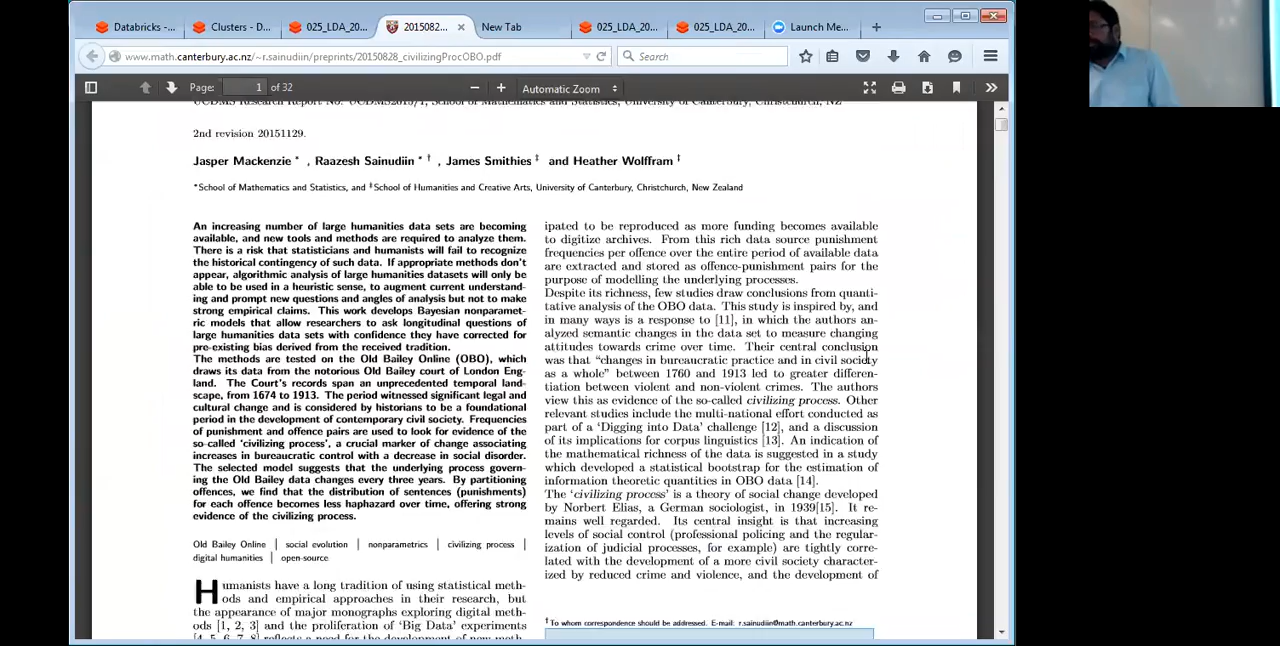 Databricks -...
Clusters - D...
025_LDA_20...
2015082...
New Tab
025_LDA_20...
025_LDA_20...
Launch Me...
www.math.canterbury.ac.nz/~r.sainudiin/preprints/20150828_civilizingProcOBO.pdf
Search
Page: 1 of 32
Automatic Zoom
UCDMS Research Report No. UCDMS2015/1, School of Mathematics and Statistics, University of Canterbury, Christchurch, NZ
2nd revision 20151129.
Jasper Mackenzie * , Raazesh Sainudiin * † , James Smithies ‡ and Heather Wolffram ‡
*School of Mathematics and Statistics, and ‡School of Humanities and Creative Arts, University of Canterbury, Christchurch, New Zealand
An increasing number of large humanities data sets are becoming
available, and new tools and methods are required to analyze them.
There is a risk that statisticians and humanists will fail to recognize
the historical contingency of such data. If appropriate methods don't
appear, algorithmic analysis of large humanities datasets will only be
able to be used in a heuristic sense, to augment current understand-
ing and prompt new questions and angles of analysis but not to make
strong empirical claims. This work develops Bayesian nonparamet-
ric models that allow researchers to ask longitudinal questions of
large humanities data sets with confidence they have corrected for
pre-existing bias derived from the received tradition.
The methods are tested on the Old Bailey Online (OBO), which
draws its data from the notorious Old Bailey court of London Eng-
land. The Court's records span an unprecedented temporal land-
scape, from 1674 to 1913. The period witnessed significant legal and
cultural change and is considered by historians to be a foundational
period in the development of contemporary civil society. Frequencies
of punishment and offence pairs are used to look for evidence of the
so-called 'civilizing process', a crucial marker of change associating
increases in bureaucratic control with a decrease in social disorder.
The selected model suggests that the underlying process govern-
ing the Old Bailey data changes every three years. By partitioning
offences, we find that the distribution of sentences (punishments)
for each offence becomes less haphazard over time, offering strong
evidence of the civilizing process.
Old Bailey Online | social evolution | nonparametrics | civilizing process |
digital humanities | open-source
Humanists have a long tradition of using statistical meth-
ods and empirical approaches in their research, but
the appearance of major monographs exploring digital meth-
ods [1, 2, 3] and the proliferation of 'Big Data' experiments
[4, 5, 6, 7, 8] reflects a need for the development of new meth-
ipated to be reproduced as more funding becomes available
to digitize archives. From this rich data source punishment
frequencies per offence over the entire period of available data
are extracted and stored as offence-punishment pairs for the
purpose of modelling the underlying processes.
Despite its richness, few studies draw conclusions from quanti-
tative analysis of the OBO data. This study is inspired by, and
in many ways is a response to [11], in which the authors an-
alyzed semantic changes in the data set to measure changing
attitudes towards crime over time. Their central conclusion
was that “changes in bureaucratic practice and in civil society
as a whole” between 1760 and 1913 led to greater differen-
tiation between violent and non-violent crimes. The authors
view this as evidence of the so-called civilizing process. Other
relevant studies include the multi-national effort conducted as
part of a ‘Digging into Data’ challenge [12], and a discussion
of its implications for corpus linguistics [13]. An indication of
the mathematical richness of the data is suggested in a study
which developed a statistical bootstrap for the estimation of
information theoretic quantities in OBO data [14].
The ‘civilizing process’ is a theory of social change developed
by Norbert Elias, a German sociologist, in 1939[15]. It re-
mains well regarded. Its central insight is that increasing
levels of social control (professional policing and the regular-
ization of judicial processes, for example) are tightly corre-
lated with the development of a more civil society character-
ized by reduced crime and violence, and the development of
† To whom correspondence should be addressed. E-mail: r.sainudiin@math.canterbury.ac.nz